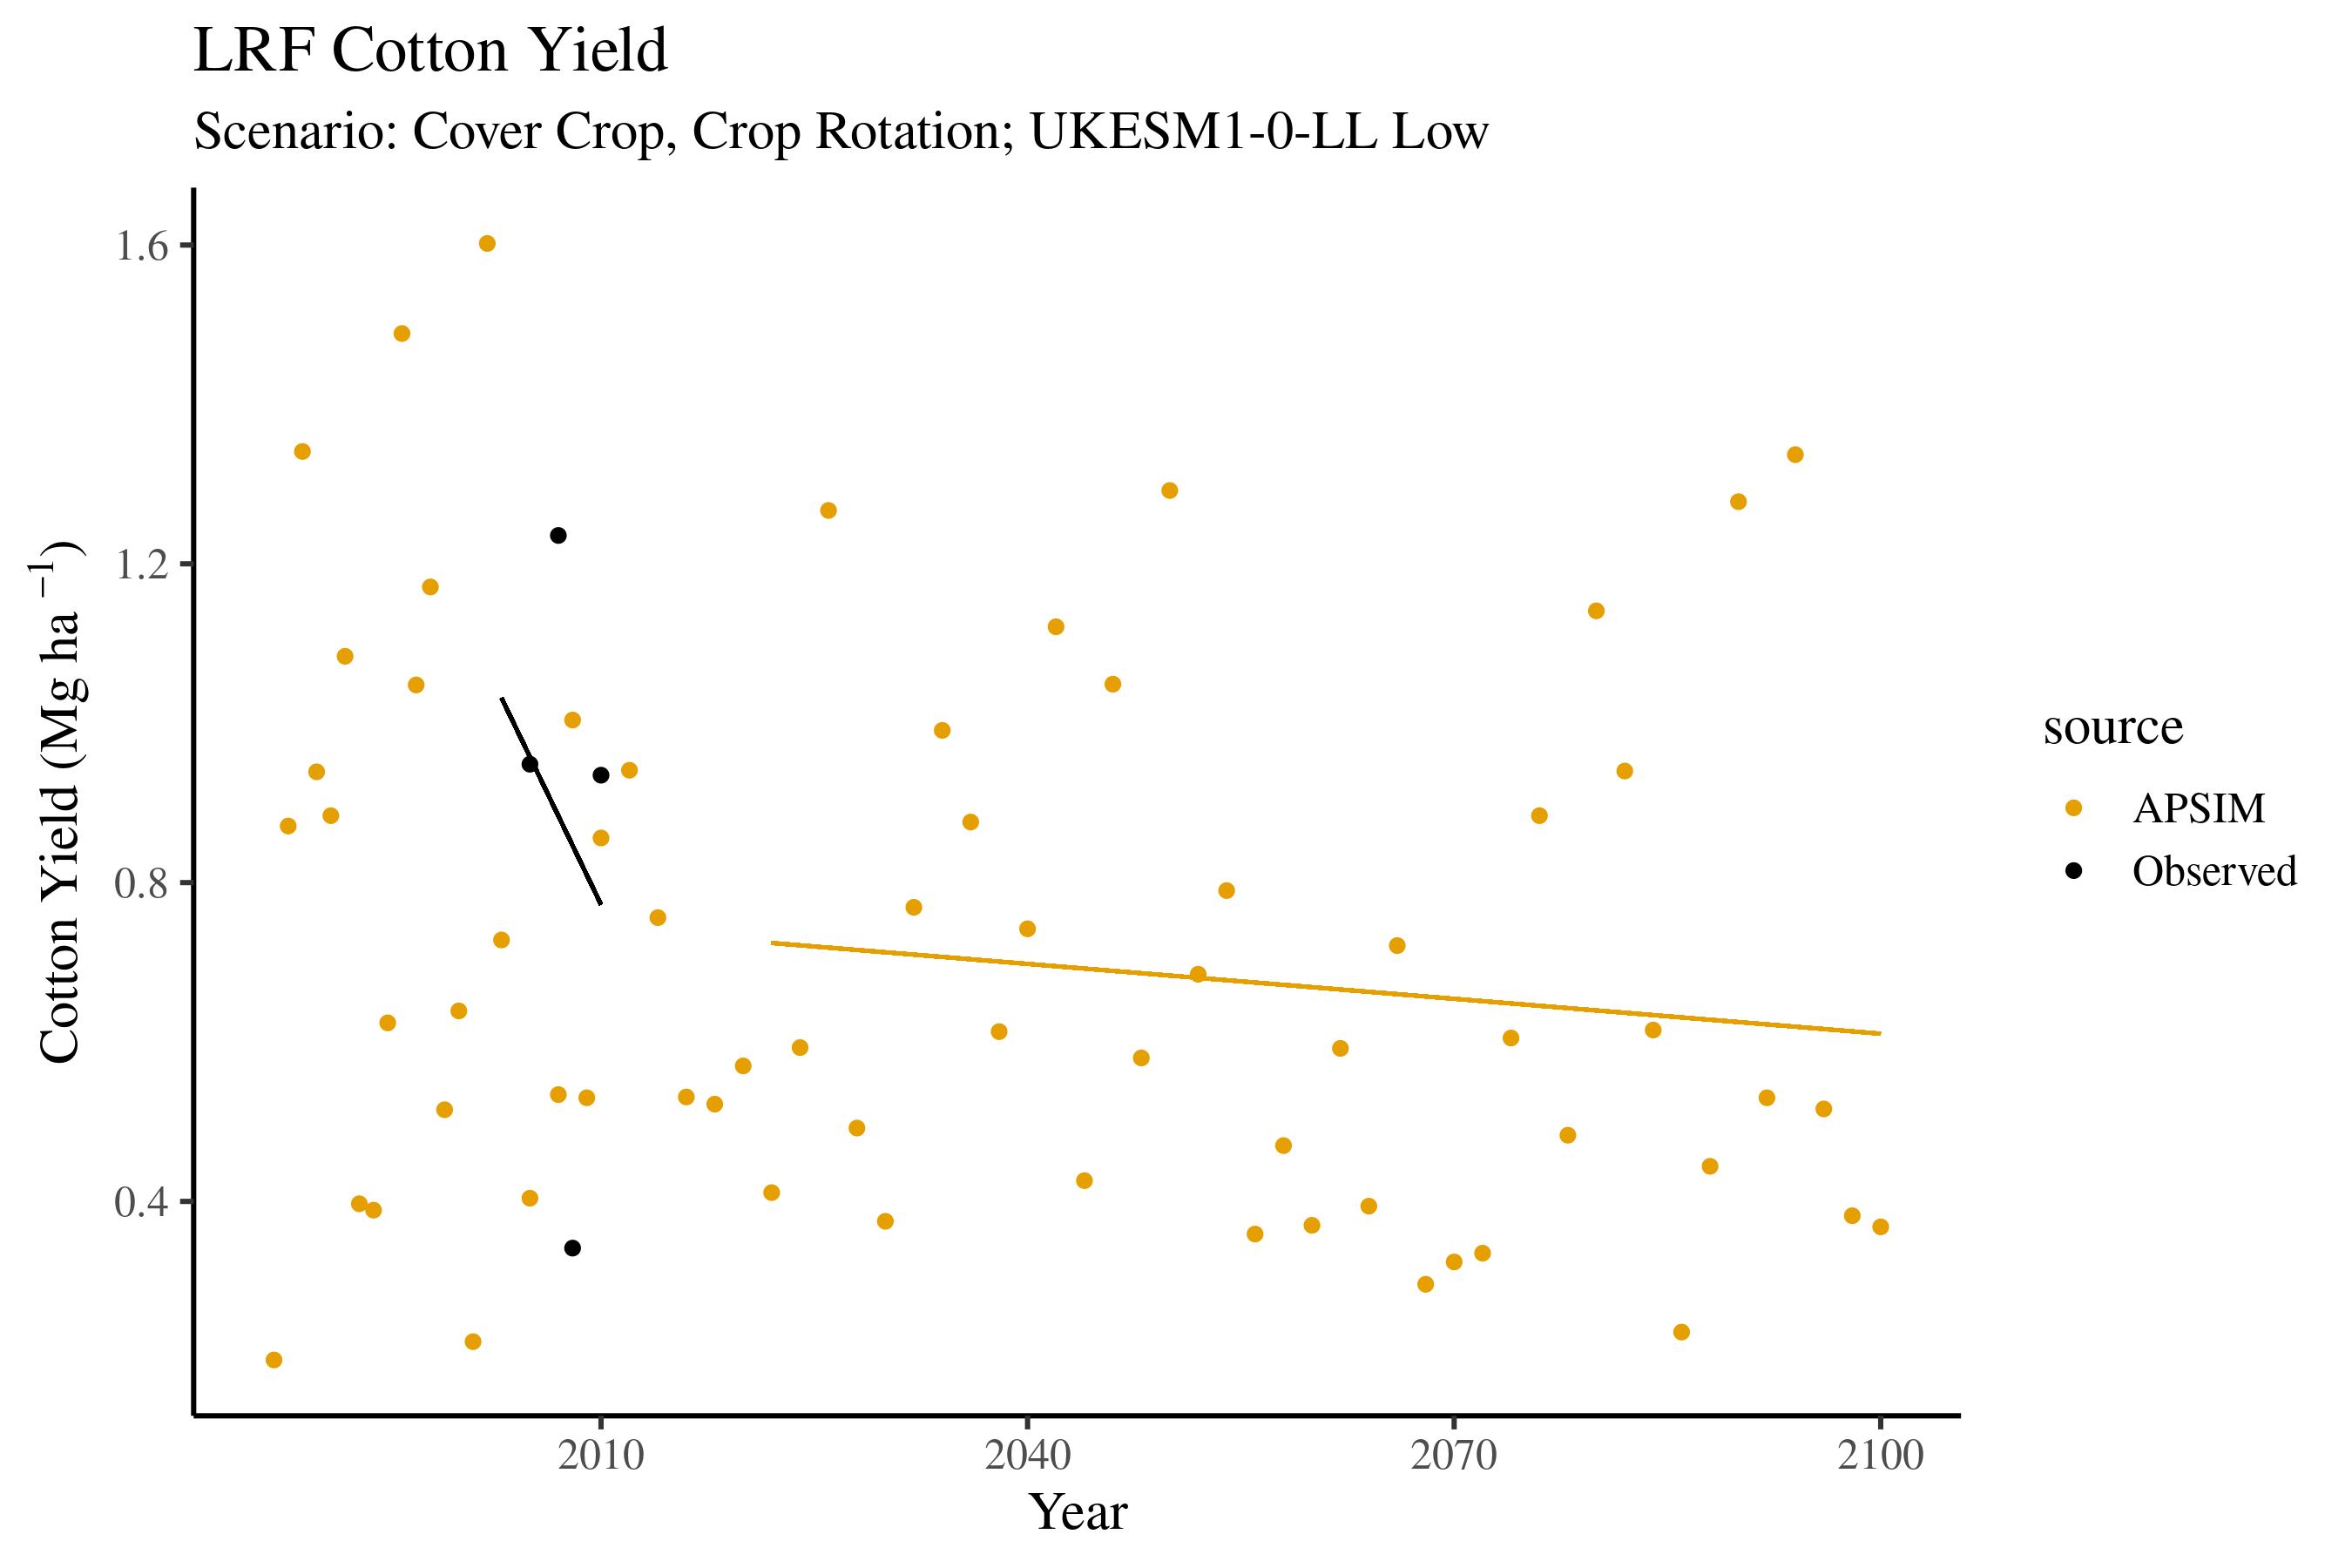 LRF Cotton Yield
Scenario: Cover Crop, Crop Rotation; UKESM1-0-LL Low
Cotton Yield (Mg ha −1)
1.6
1.2
0.8
0.4
2010
2040
2070
2100
Year
source
APSIM
Observed